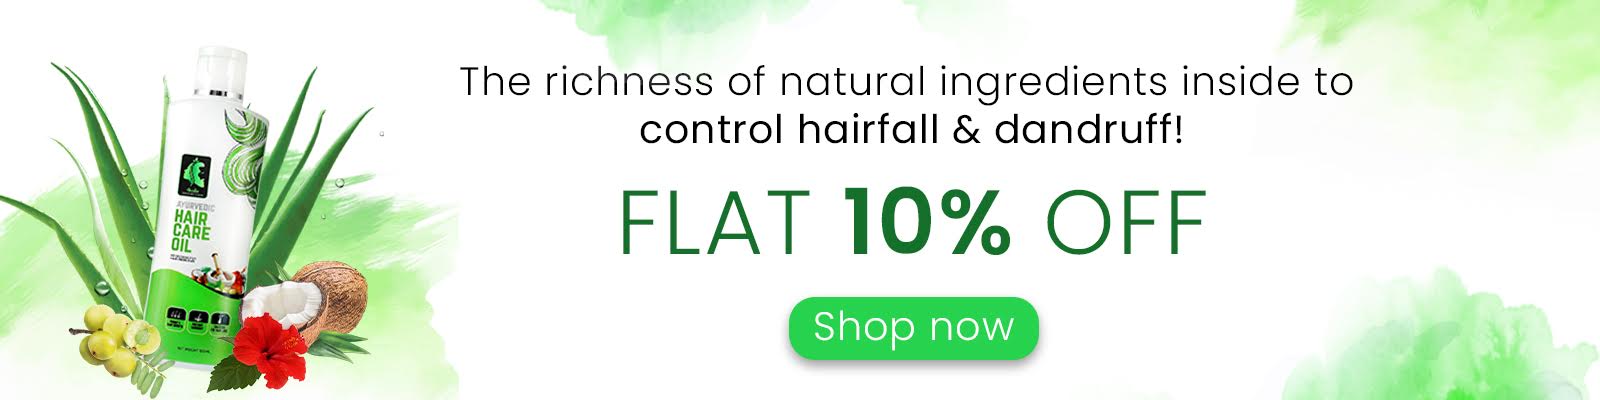 The richness of natural ingredients inside to
control hairfall & dandruff!
FLAT 10% OFF
Shop now
AYURVEDIC
HAIR
CARE
OIL